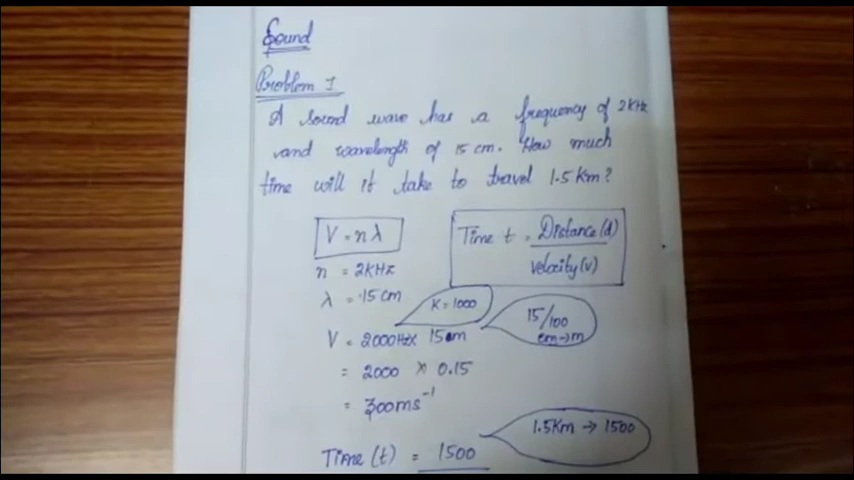 Sound
Problem 1
A sound wave has a frequency of 2KHz
and wavelength of 15 cm. How much
time will it take to travel 1.5 Km?
V = n λ
Time t = Distance (d)
velocity (v)
n = 2KHz
λ = 15 cm
K = 1000
15/100
cm → m
V = 2000Hz × 15cm
= 2000 × 0.15
= 300ms⁻¹
1.5Km → 1500
Time (t) = 1500